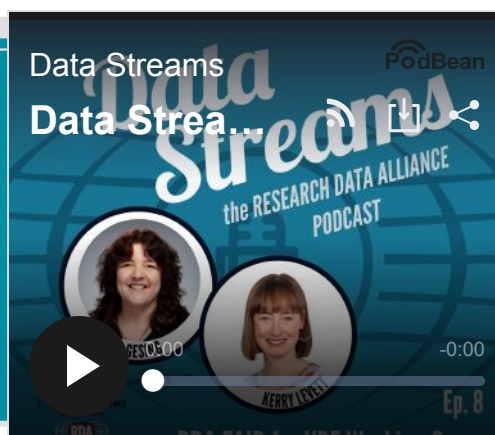 Data Streams
PodBean
Data Strea...
Data
Streams
the RESEARCH DATA ALLIANCE
PODCAST
0:00
-0:00
KERRY LEVETT
Ep. 8
RDA